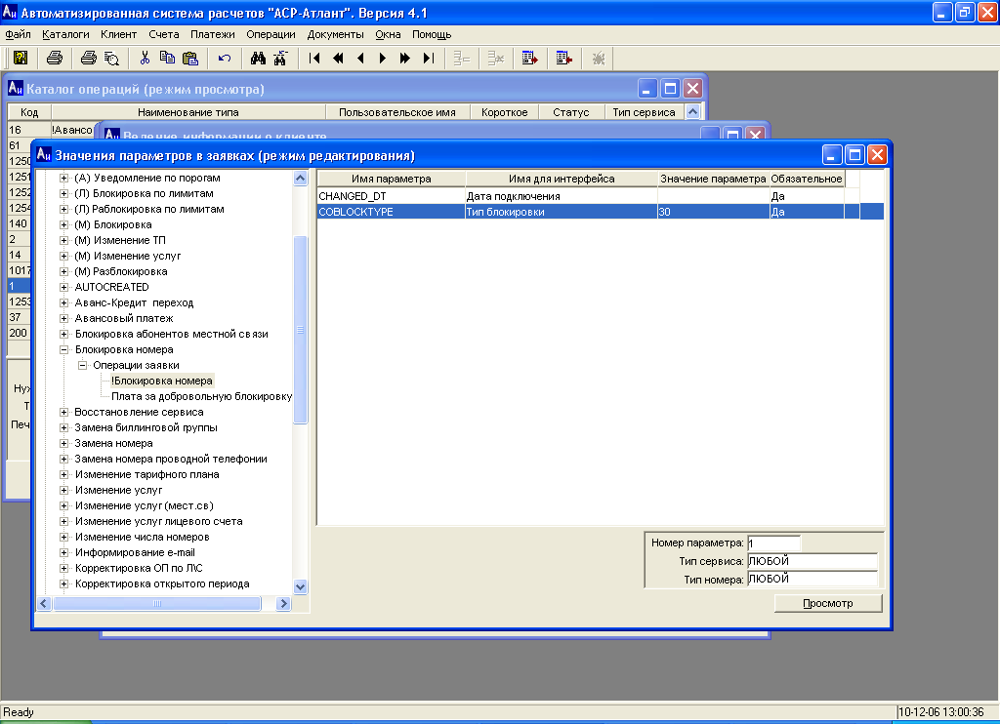 Автоматизированная система расчетов "АСР-Атлант". Версия 4.1
Файл Каталоги Клиент Счета Платежи Операции Документы Окна Помощь
Каталог операций (режим просмотра)
Код Наименование типа Пользовательское имя Короткое Статус Тип сервиса
16 !Авансо
Ведение информации о клиенте
61
1250
1251
1252
1254
140
2
14
1017
1
1253
37
200
Нуж
Т
Печ
Значения параметров в заявках (режим редактирования)
(А) Уведомление по порогам
(Л) Блокировка по лимитам
(Л) Раблокировка по лимитам
(М) Блокировка
(М) Изменение ТП
(М) Изменение услуг
(М) Разблокировка
AUTOCREATED
Аванс-Кредит переход
Авансовый платеж
Блокировка абонентов местной связи
Блокировка номера
Операции заявки
!Блокировка номера
Плата за добровольную блокировку
Восстановление сервиса
Замена биллинговой группы
Замена номера
Замена номера проводной телефонии
Изменение тарифного плана
Изменение услуг
Изменение услуг (мест.св)
Изменение услуг лицевого счета
Изменение числа номеров
Информирование e-mail
Корректировка ОП по Л\С
Корректировка открытого периода
Имя параметра Имя для интерфейса Значение параметра Обязательное
CHANGED_DT Дата подключения Да
COBLOCKTYPE Тип блокировки 30 Да
Номер параметра: 1
Тип сервиса: ЛЮБОЙ
Тип номера: ЛЮБОЙ
Просмотр
Ready 10-12-06 13:00:36